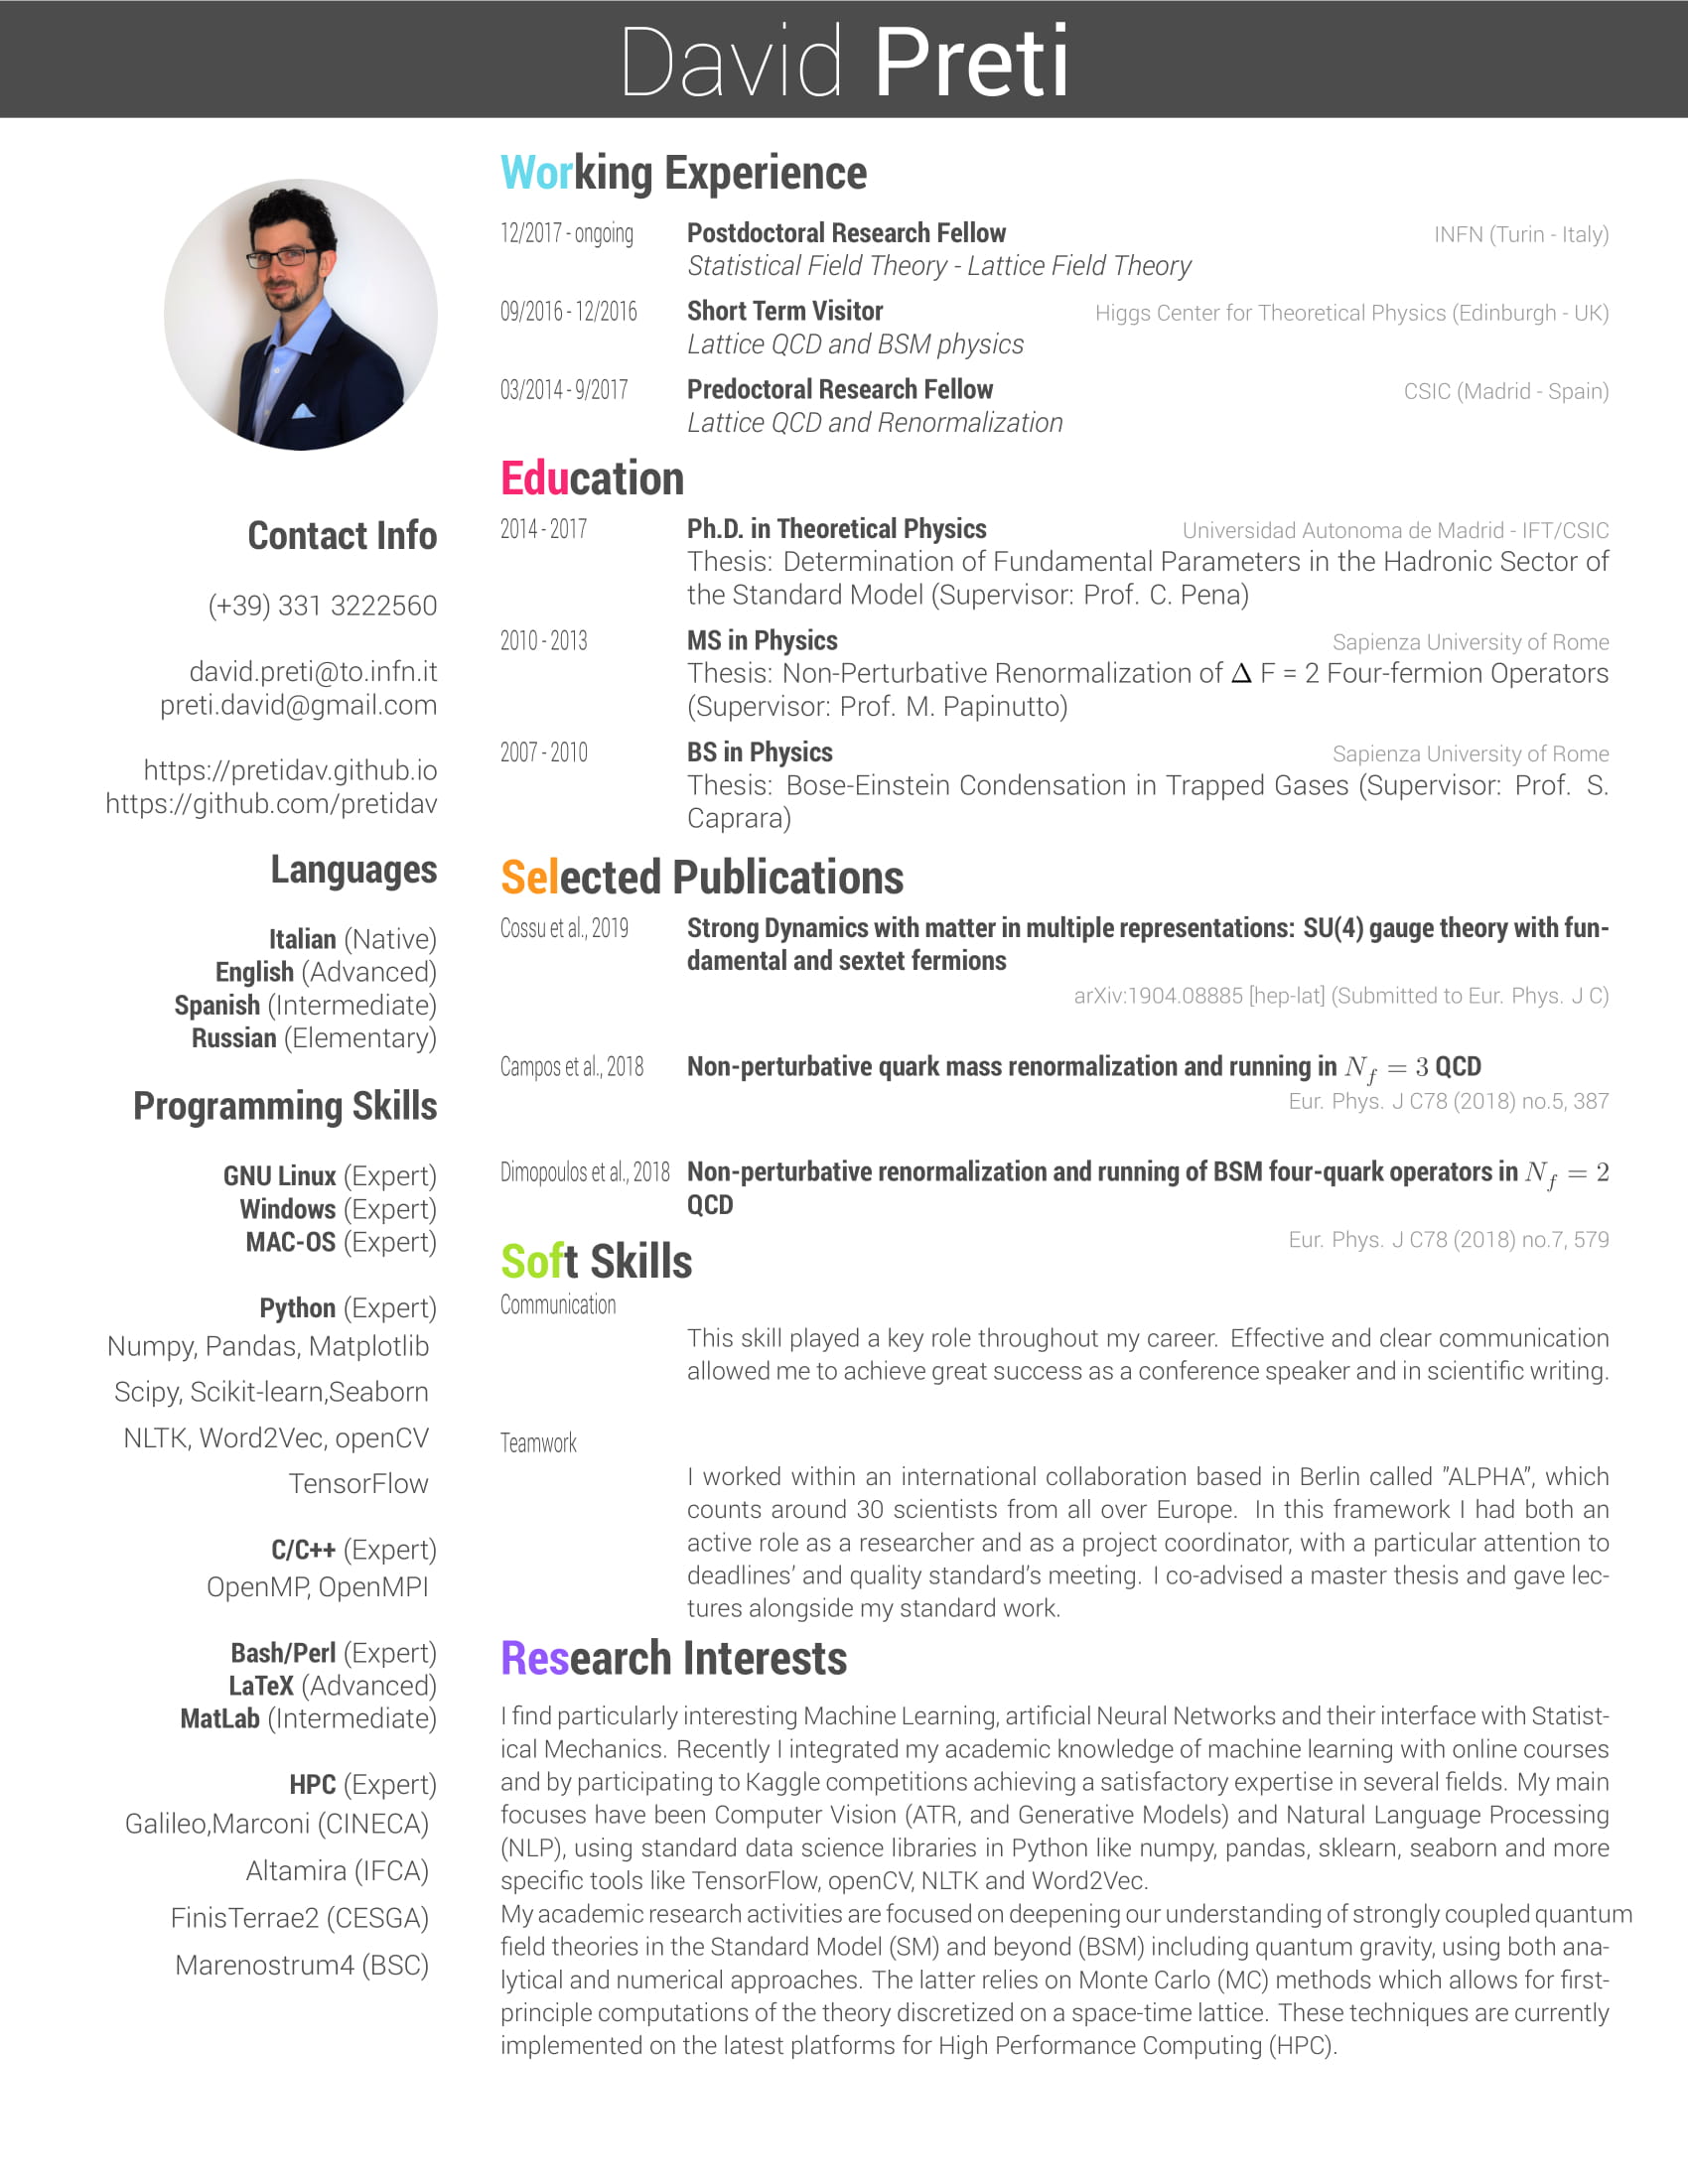 David Preti
Contact Info
(+39) 331 3222560
david.preti@to.infn.it
preti.david@gmail.com
https://pretidav.github.io
https://github.com/pretidav
Languages
Italian (Native)
English (Advanced)
Spanish (Intermediate)
Russian (Elementary)
Programming Skills
GNU Linux (Expert)
Windows (Expert)
MAC-OS (Expert)
Python (Expert)
Numpy, Pandas, Matplotlib
Scipy, Scikit-learn,Seaborn
NLTK, Word2Vec, openCV
TensorFlow
C/C++ (Expert)
OpenMP, OpenMPI
Bash/Perl (Expert)
LaTeX (Advanced)
MatLab (Intermediate)
HPC (Expert)
Galileo,Marconi (CINECA)
Altamira (IFCA)
FinisTerrae2 (CESGA)
Marenostrum4 (BSC)
Working Experience
12/2017 - ongoing Postdoctoral Research Fellow INFN (Turin - Italy)
Statistical Field Theory - Lattice Field Theory
09/2016 - 12/2016 Short Term Visitor Higgs Center for Theoretical Physics (Edinburgh - UK)
Lattice QCD and BSM physics
03/2014 - 9/2017 Predoctoral Research Fellow CSIC (Madrid - Spain)
Lattice QCD and Renormalization
Education
2014 - 2017 Ph.D. in Theoretical Physics Universidad Autonoma de Madrid - IFT/CSIC
Thesis: Determination of Fundamental Parameters in the Hadronic Sector of
the Standard Model (Supervisor: Prof. C. Pena)
2010 - 2013 MS in Physics Sapienza University of Rome
Thesis: Non-Perturbative Renormalization of Δ F = 2 Four-fermion Operators
(Supervisor: Prof. M. Papinutto)
2007 - 2010 BS in Physics Sapienza University of Rome
Thesis: Bose-Einstein Condensation in Trapped Gases (Supervisor: Prof. S.
Caprara)
Selected Publications
Cossu et al., 2019 Strong Dynamics with matter in multiple representations: SU(4) gauge theory with fun-
damental and sextet fermions
arXiv:1904.08885 [hep-lat] (Submitted to Eur. Phys. J C)
Campos et al., 2018 Non-perturbative quark mass renormalization and running in N_f = 3 QCD
Eur. Phys. J C78 (2018) no.5, 387
Dimopoulos et al., 2018 Non-perturbative renormalization and running of BSM four-quark operators in N_f = 2
QCD
Eur. Phys. J C78 (2018) no.7, 579
Soft Skills
Communication
This skill played a key role throughout my career. Effective and clear communication
allowed me to achieve great success as a conference speaker and in scientific writing.
Teamwork
I worked within an international collaboration based in Berlin called "ALPHA", which
counts around 30 scientists from all over Europe. In this framework I had both an
active role as a researcher and as a project coordinator, with a particular attention to
deadlines' and quality standard's meeting. I co-advised a master thesis and gave lec-
tures alongside my standard work.
Research Interests
I find particularly interesting Machine Learning, artificial Neural Networks and their interface with Statist-
ical Mechanics. Recently I integrated my academic knowledge of machine learning with online courses
and by participating to Kaggle competitions achieving a satisfactory expertise in several fields. My main
focuses have been Computer Vision (ATR, and Generative Models) and Natural Language Processing
(NLP), using standard data science libraries in Python like numpy, pandas, sklearn, seaborn and more
specific tools like TensorFlow, openCV, NLTK and Word2Vec.
My academic research activities are focused on deepening our understanding of strongly coupled quantum
field theories in the Standard Model (SM) and beyond (BSM) including quantum gravity, using both ana-
lytical and numerical approaches. The latter relies on Monte Carlo (MC) methods which allows for first-
principle computations of the theory discretized on a space-time lattice. These techniques are currently
implemented on the latest platforms for High Performance Computing (HPC).